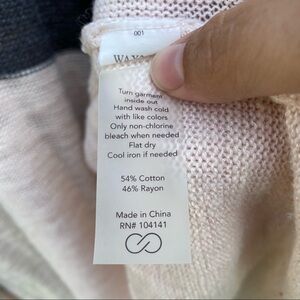 001
Turn garment
inside out
Hand wash cold
with like colors
Only non-chlorine
bleach when needed
Flat dry
Cool iron if needed
54% Cotton
46% Rayon
Made in China
RN# 104141